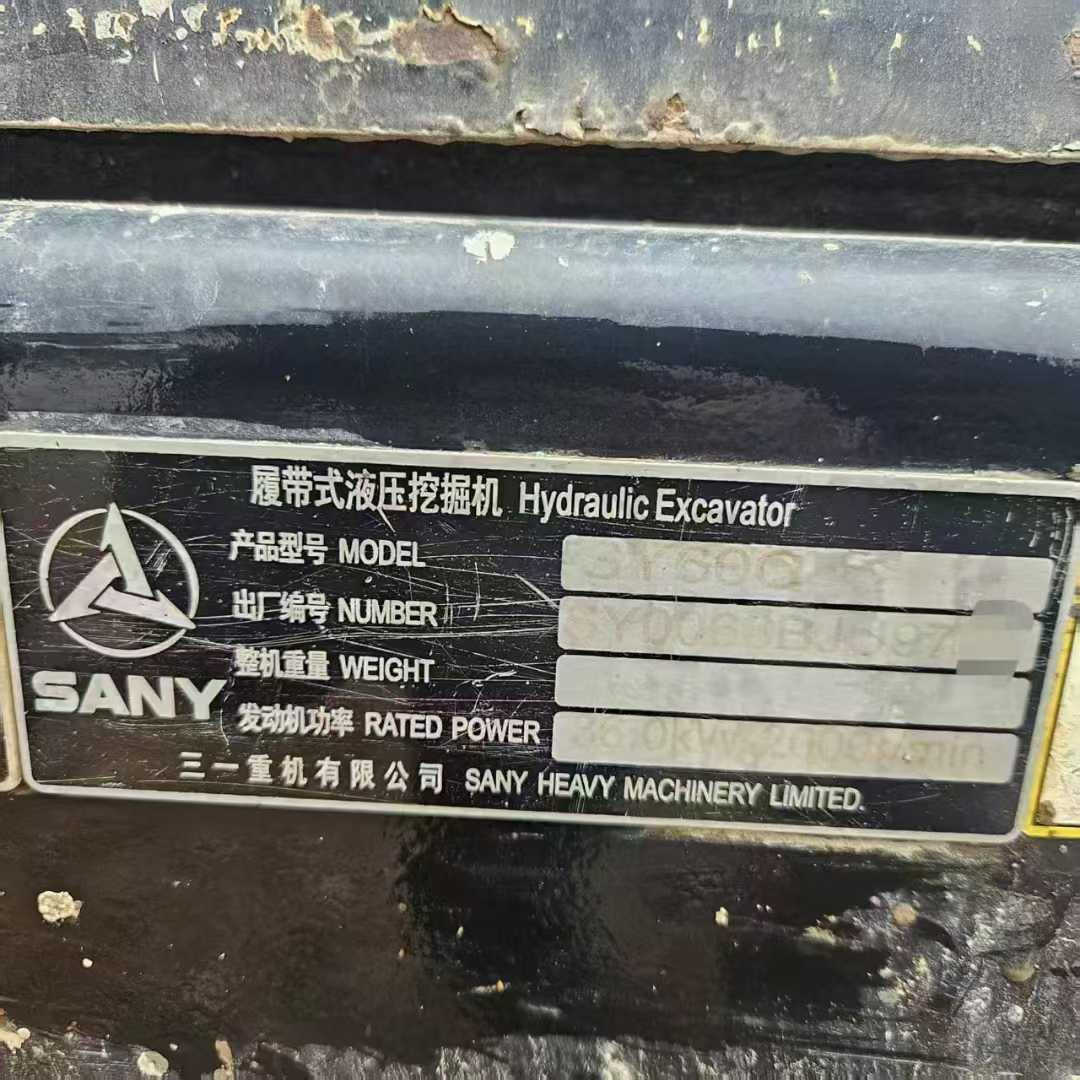 履带式液压挖掘机 Hydraulic Excavator
产品型号 MODEL
出厂编号 NUMBER
整机重量 WEIGHT
发动机功率 RATED POWER
三一重机有限公司 SANY HEAVY MACHINERY LIMITED.
SANY